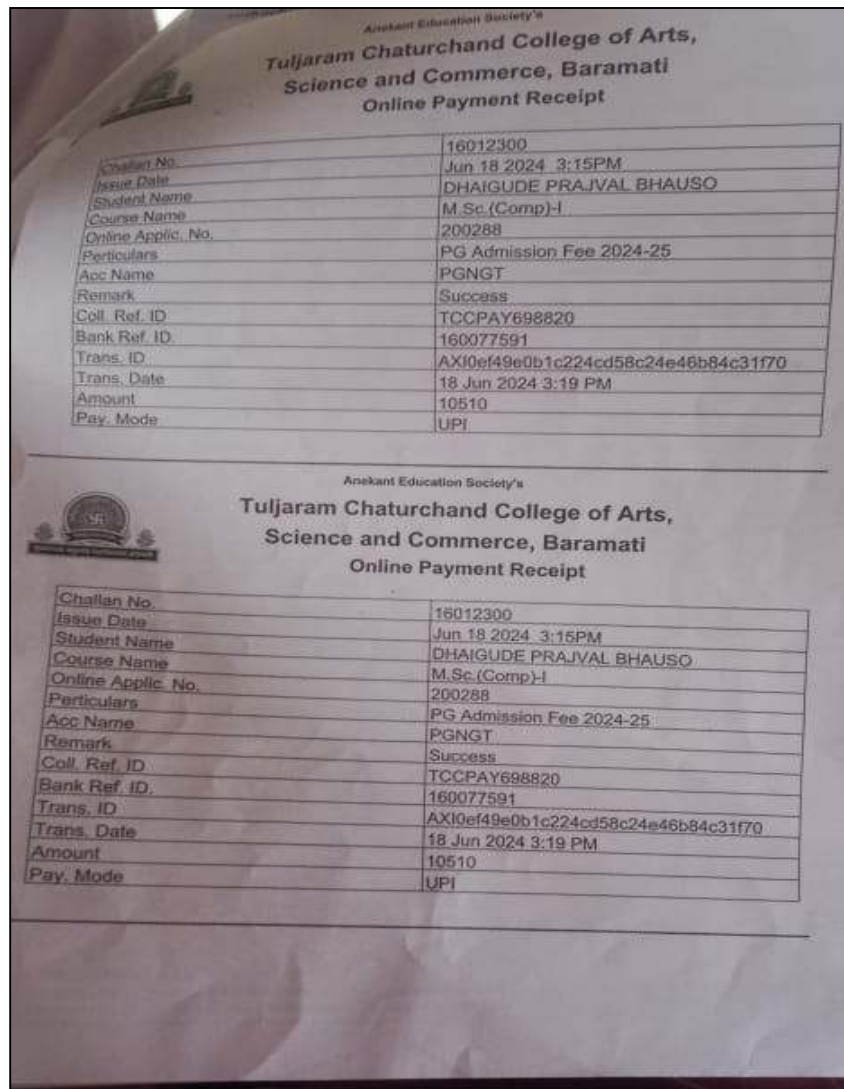 Anekant Education Society's
Tuljaram Chaturchand College of Arts,
Science and Commerce, Baramati
Online Payment Receipt
Challan No. 16012300
Issue Date Jun 18 2024 3:15PM
Student Name DHAIGUDE PRAJVAL BHAUSO
Course Name M.Sc.(Comp)-I
Online Applic. No. 200288
Perticulars PG Admission Fee 2024-25
Acc Name PGNGT
Remark Success
Coll. Ref. ID TCCPAY698820
Bank Ref. ID. 160077591
Trans. ID AXI0ef49e0b1c224cd58c24e46b84c31f70
Trans. Date 18 Jun 2024 3:19 PM
Amount 10510
Pay. Mode UPI
Anekant Education Society's
Tuljaram Chaturchand College of Arts,
Science and Commerce, Baramati
Online Payment Receipt
Challan No. 16012300
Issue Date Jun 18 2024 3:15PM
Student Name DHAIGUDE PRAJVAL BHAUSO
Course Name M.Sc.(Comp)-I
Online Applic. No. 200288
Perticulars PG Admission Fee 2024-25
Acc Name PGNGT
Remark Success
Coll. Ref. ID TCCPAY698820
Bank Ref. ID. 160077591
Trans. ID AXI0ef49e0b1c224cd58c24e46b84c31f70
Trans. Date 18 Jun 2024 3:19 PM
Amount 10510
Pay. Mode UPI